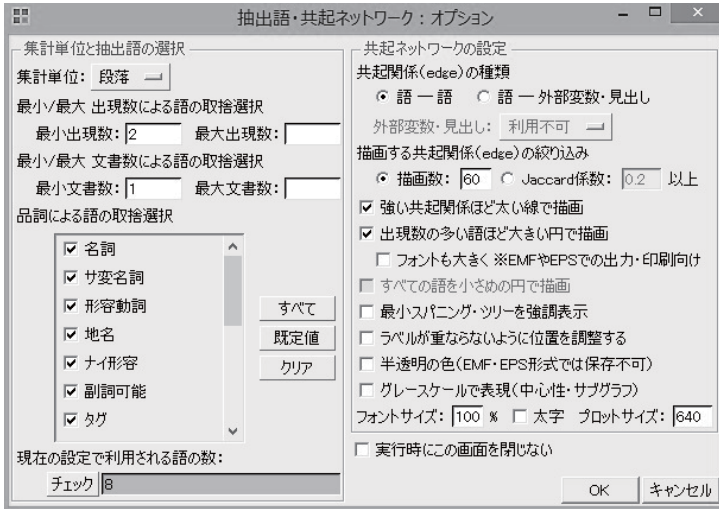 抽出語・共起ネットワーク：オプション
集計単位と抽出語の選択
集計単位： 段落
最小/最大 出現数による語の取捨選択
最小出現数： 2 最大出現数：
最小/最大 文書数による語の取捨選択
最小文書数： 1 最大文書数：
品詞による語の取捨選択
名詞
サ変名詞
形容動詞
地名
ナイ形容
副詞可能
タグ
すべて
既定値
クリア
現在の設定で利用される語の数：
チェック 8
共起ネットワークの設定
共起関係(edge)の種類
語 ― 語 語 ― 外部変数・見出し
外部変数・見出し： 利用不可
描画する共起関係(edge)の絞り込み
描画数： 60 Jaccard係数： 0.2 以上
強い共起関係ほど太い線で描画
出現数の多い語ほど大きい円で描画
フォントも大きく ※EMFやEPSでの出力・印刷向け
すべての語を小さめの円で描画
最小スパニング・ツリーを強調表示
ラベルが重ならないように位置を調整する
半透明の色(EMF・EPS形式では保存不可)
グレースケールで表現(中心性・サブグラフ)
フォントサイズ： 100 % 太字 プロットサイズ： 640
実行時にこの画面を閉じない
OK キャンセル